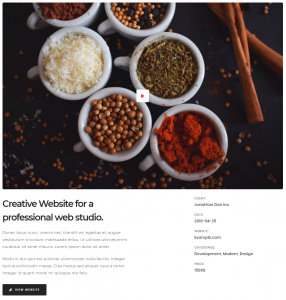 Creative Website for a
professional web studio.
Donec lacus nunc, viverra nec, blandit vel, egestas et, augue.
vestibulum tincidunt malesuada tellus. Ut ultrices ultrices enim.
curabitur sit amet mauris. Lorem ipsum dolor sit amet
Morbi in dui quis est pulvinar ullamcorper. Nulla facilisi. Integer
lacinia sollicitudin massa. Cras metus sed aliquet risus a tortor.
Integer id quam morbi mi quisque nisl felis.
VIEW WEBSITE
CLIENT:
Jonathan Doe Inc.
DATE:
2019-04-25
WEBSITE:
Example.com
CATEGORIES:
Development, Modern, Design
PRICE: